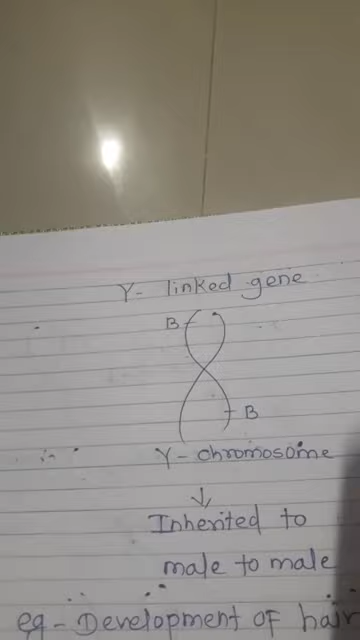 Y- linked gene
B
B
Y- chromosome
Inherited to
male to male
eg - Development of hair